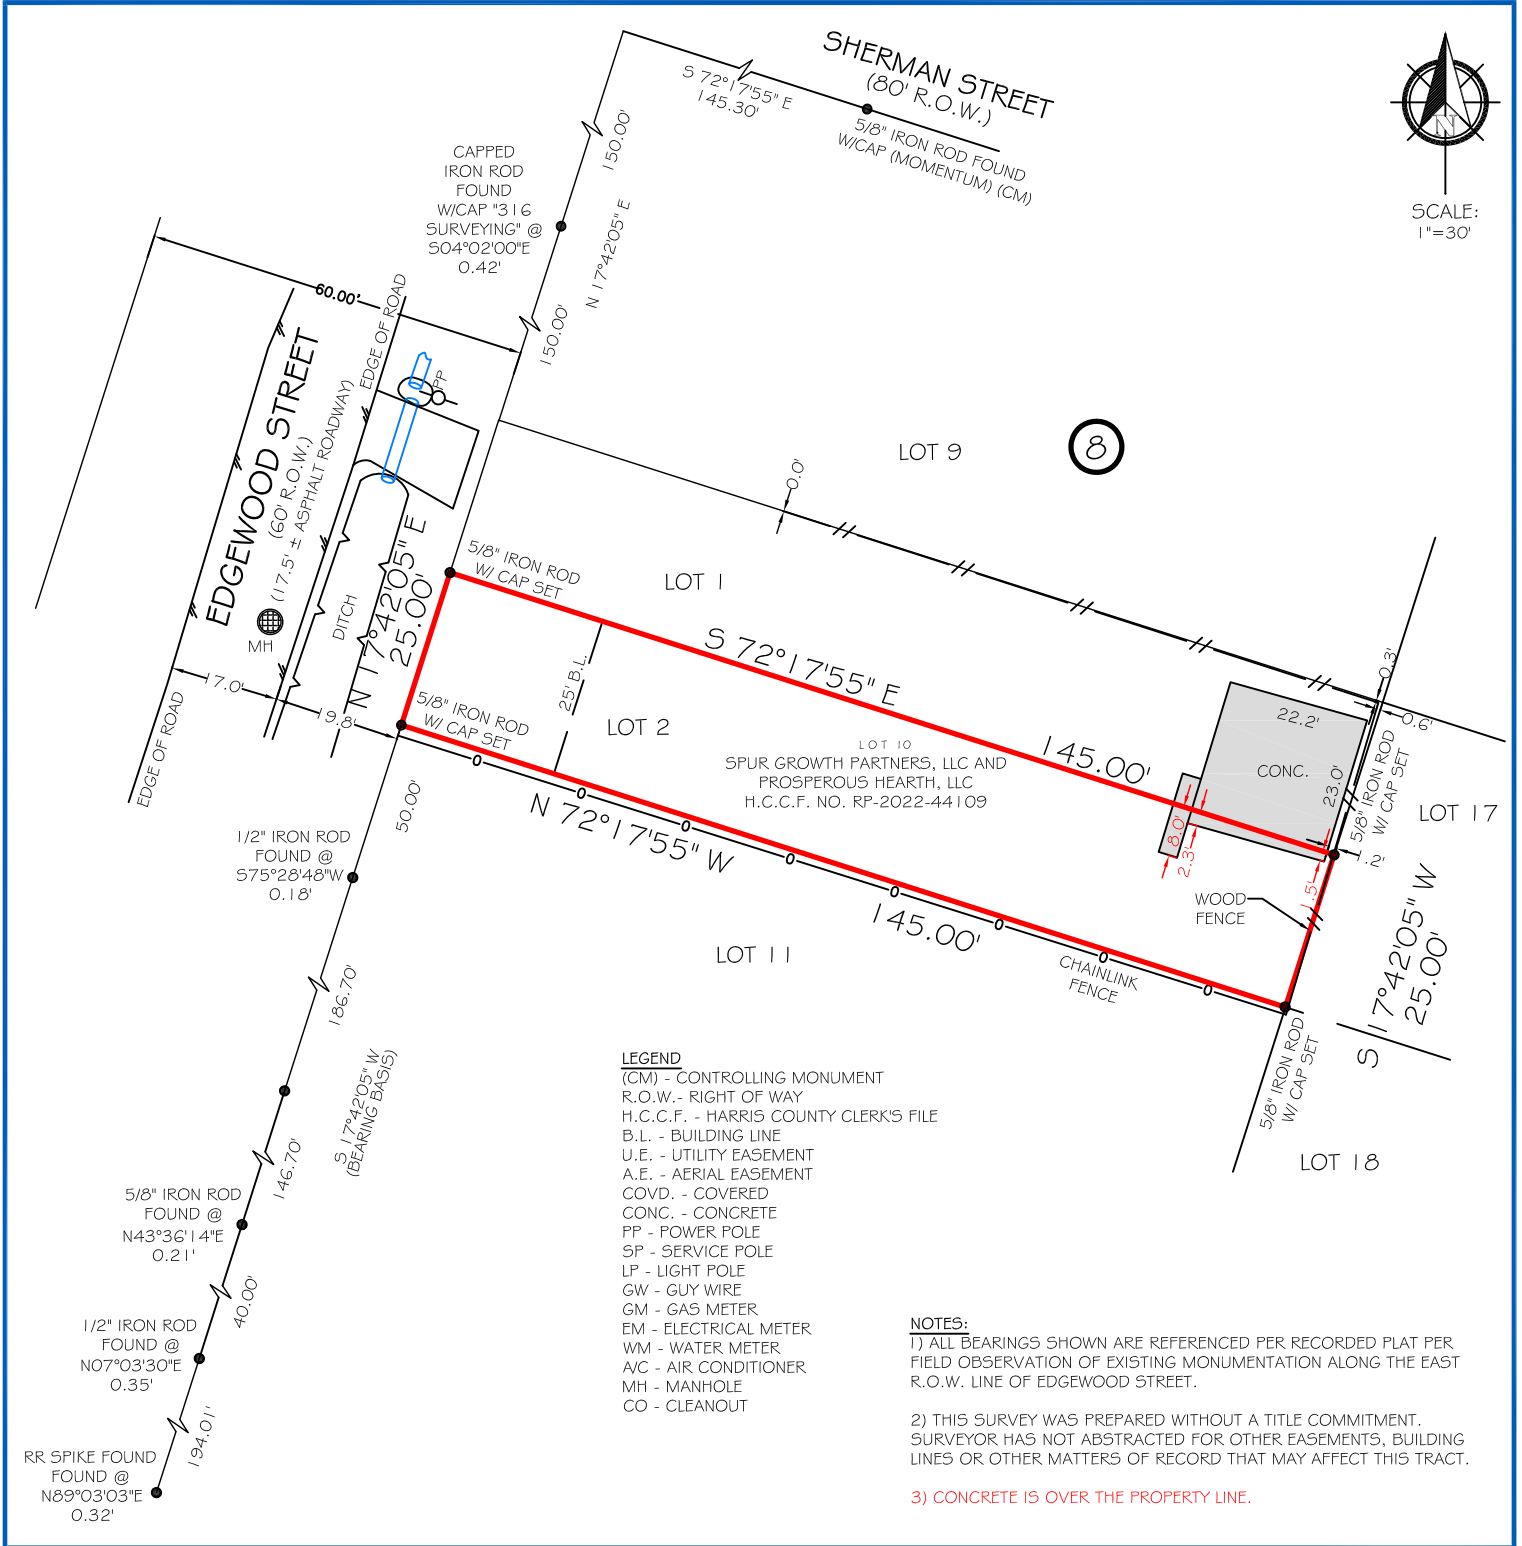 SHERMAN STREET
(80' R.O.W.)
S 72°17'55" E
145.30'
5/8" IRON ROD FOUND
W/CAP (MOMENTUM) (CM)
N
SCALE:
1"=30'
CAPPED
IRON ROD
FOUND
W/CAP "316
SURVEYING" @
S04°02'00"E
0.42'
150.00'
N 17°42'05" E
150.00'
60.00'
EDGE OF ROAD
PP
EDGEWOOD STREET
(60' R.O.W.)
(17.5' ± ASPHALT ROADWAY)
MH
DITCH
17.0'
19.8'
EDGE OF ROAD
LOT 9
8
0.0'
5/8" IRON ROD
W/ CAP SET
LOT 1
N 17°42'05" E
25.00'
S 72°17'55" E
145.00'
5/8" IRON ROD
W/ CAP SET
25' B.L.
LOT 2
LOT 10
SPUR GROWTH PARTNERS, LLC AND
PROSPEROUS HEARTH, LLC
H.C.C.F. NO. RP-2022-44109
0.3'
0.6'
22.2'
CONC.
23.0'
5/8" IRON ROD
W/ CAP SET
LOT 17
8.0'
2.3'
1.5'
1.2'
WOOD
FENCE
S 17°42'05" W
25.00'
N 72°17'55" W
145.00'
CHAINLINK
FENCE
LOT 11
5/8" IRON ROD
W/ CAP SET
LOT 18
50.00'
1/2" IRON ROD
FOUND @
S75°28'48"W
0.18'
186.70'
S 17°42'05" W
(BEARING BASIS)
146.70'
5/8" IRON ROD
FOUND @
N43°36'14"E
0.21'
40.00'
1/2" IRON ROD
FOUND @
N07°03'30"E
0.35'
194.01'
RR SPIKE FOUND
FOUND @
N89°03'03"E
0.32'
LEGEND
(CM) - CONTROLLING MONUMENT
R.O.W.- RIGHT OF WAY
H.C.C.F. - HARRIS COUNTY CLERK'S FILE
B.L. - BUILDING LINE
U.E. - UTILITY EASEMENT
A.E. - AERIAL EASEMENT
COVD. - COVERED
CONC. - CONCRETE
PP - POWER POLE
SP - SERVICE POLE
LP - LIGHT POLE
GW - GUY WIRE
GM - GAS METER
EM - ELECTRICAL METER
WM - WATER METER
A/C - AIR CONDITIONER
MH - MANHOLE
CO - CLEANOUT
NOTES:
1) ALL BEARINGS SHOWN ARE REFERENCED PER RECORDED PLAT PER
FIELD OBSERVATION OF EXISTING MONUMENTATION ALONG THE EAST
R.O.W. LINE OF EDGEWOOD STREET.
2) THIS SURVEY WAS PREPARED WITHOUT A TITLE COMMITMENT.
SURVEYOR HAS NOT ABSTRACTED FOR OTHER EASEMENTS, BUILDING
LINES OR OTHER MATTERS OF RECORD THAT MAY AFFECT THIS TRACT.
3) CONCRETE IS OVER THE PROPERTY LINE.